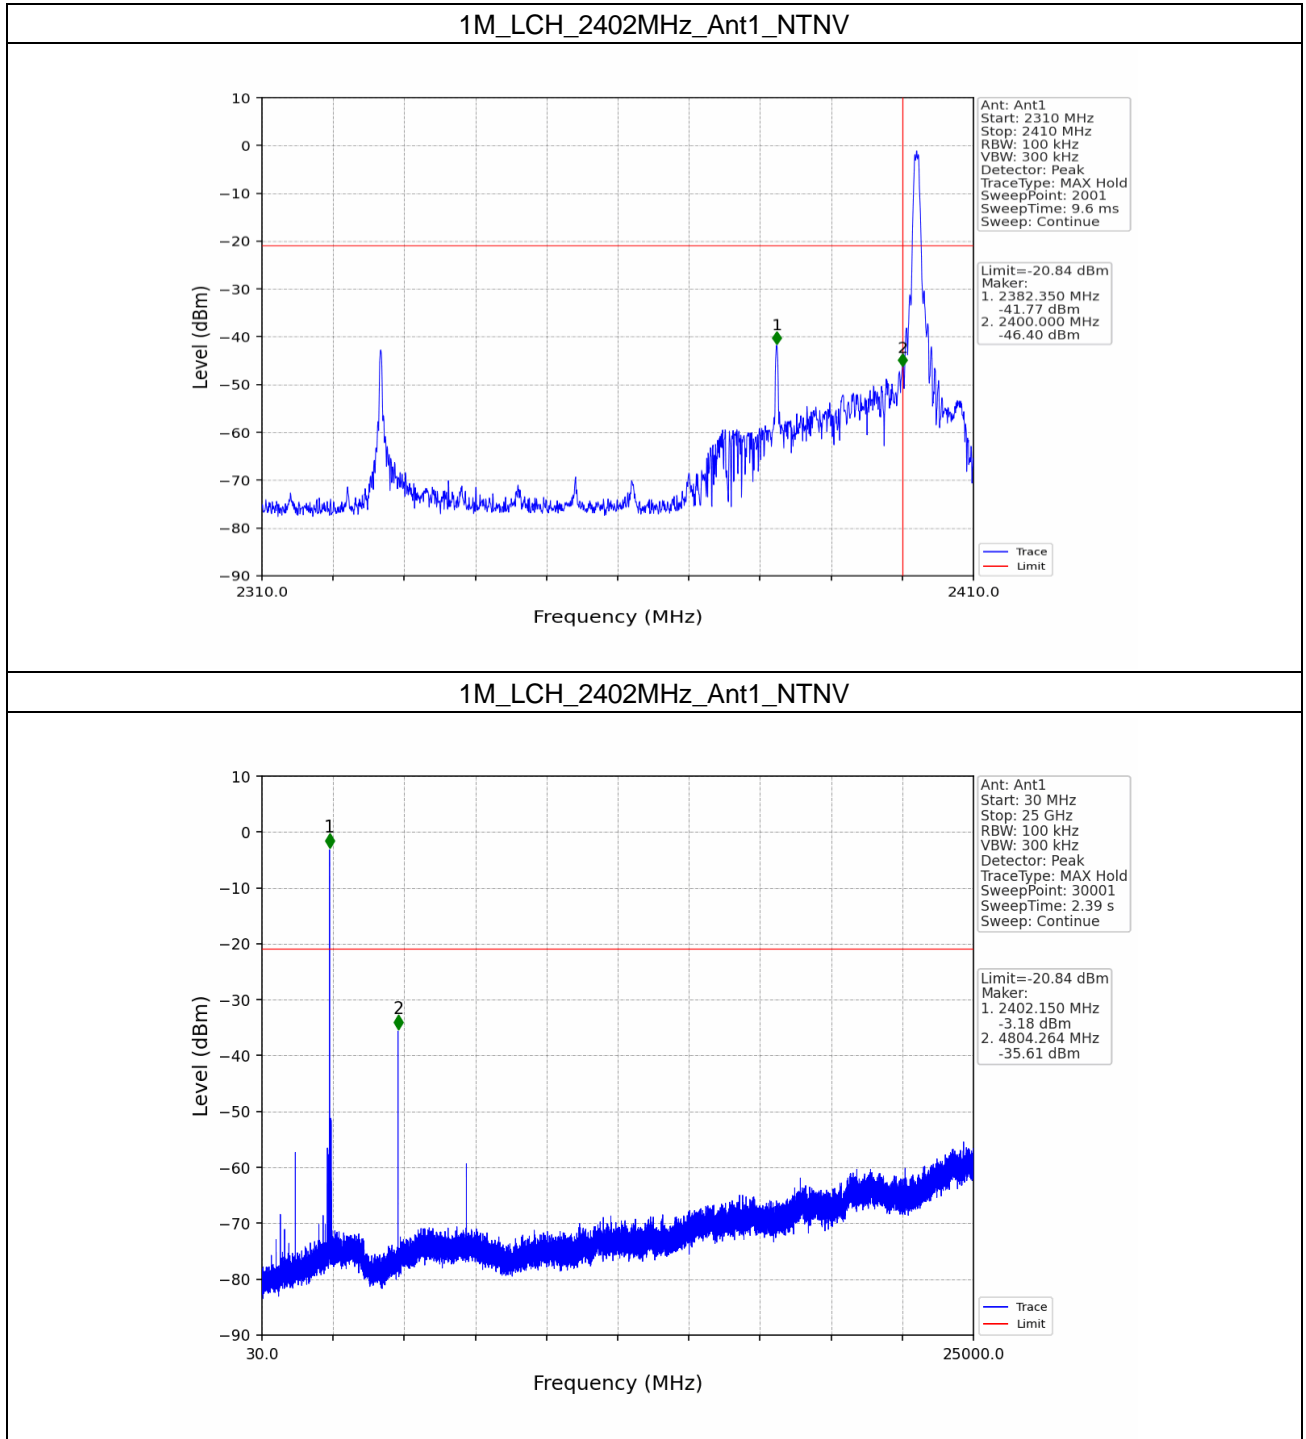 1M_LCH_2402MHz_Ant1_NTNV
10
0
−10
−20
−30
−40
−50
−60
−70
−80
−90
Level (dBm)
2310.0
2410.0
Frequency (MHz)
1
2
Ant: Ant1
Start: 2310 MHz
Stop: 2410 MHz
RBW: 100 kHz
VBW: 300 kHz
Detector: Peak
TraceType: MAX Hold
SweepPoint: 2001
SweepTime: 9.6 ms
Sweep: Continue
Limit=-20.84 dBm
Maker:
1. 2382.350 MHz
-41.77 dBm
2. 2400.000 MHz
-46.40 dBm
Trace
Limit
1M_LCH_2402MHz_Ant1_NTNV
10
0
−10
−20
−30
−40
−50
−60
−70
−80
−90
Level (dBm)
30.0
25000.0
Frequency (MHz)
1
2
Ant: Ant1
Start: 30 MHz
Stop: 25 GHz
RBW: 100 kHz
VBW: 300 kHz
Detector: Peak
TraceType: MAX Hold
SweepPoint: 30001
SweepTime: 2.39 s
Sweep: Continue
Limit=-20.84 dBm
Maker:
1. 2402.150 MHz
-3.18 dBm
2. 4804.264 MHz
-35.61 dBm
Trace
Limit